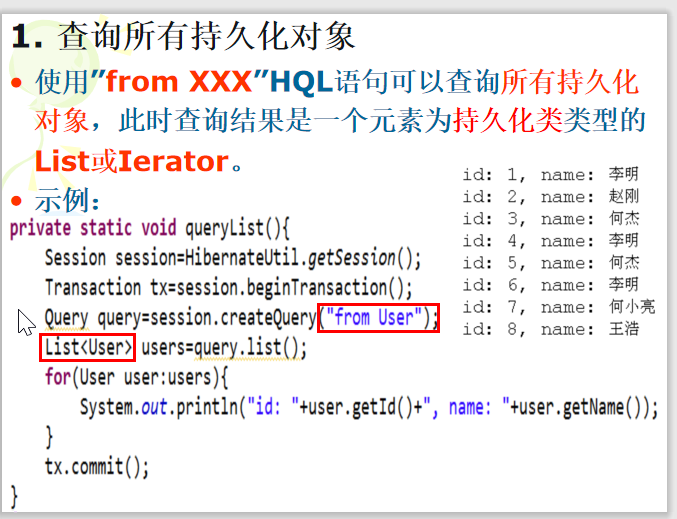 1. 查询所有持久化对象
• 使用”from XXX”HQL语句可以查询所有持久化
对象，此时查询结果是一个元素为持久化类类型的
List或Ierator。
• 示例：
private static void queryList(){
Session session=HibernateUtil.getSession();
Transaction tx=session.beginTransaction();
Query query=session.createQuery("from User");
List<User> users=query.list();
for(User user:users){
System.out.println("id: "+user.getId()+", name: "+user.getName());
}
tx.commit();
}
id: 1, name: 李明
id: 2, name: 赵刚
id: 3, name: 何杰
id: 4, name: 李明
id: 5, name: 何杰
id: 6, name: 李明
id: 7, name: 何小亮
id: 8, name: 王浩